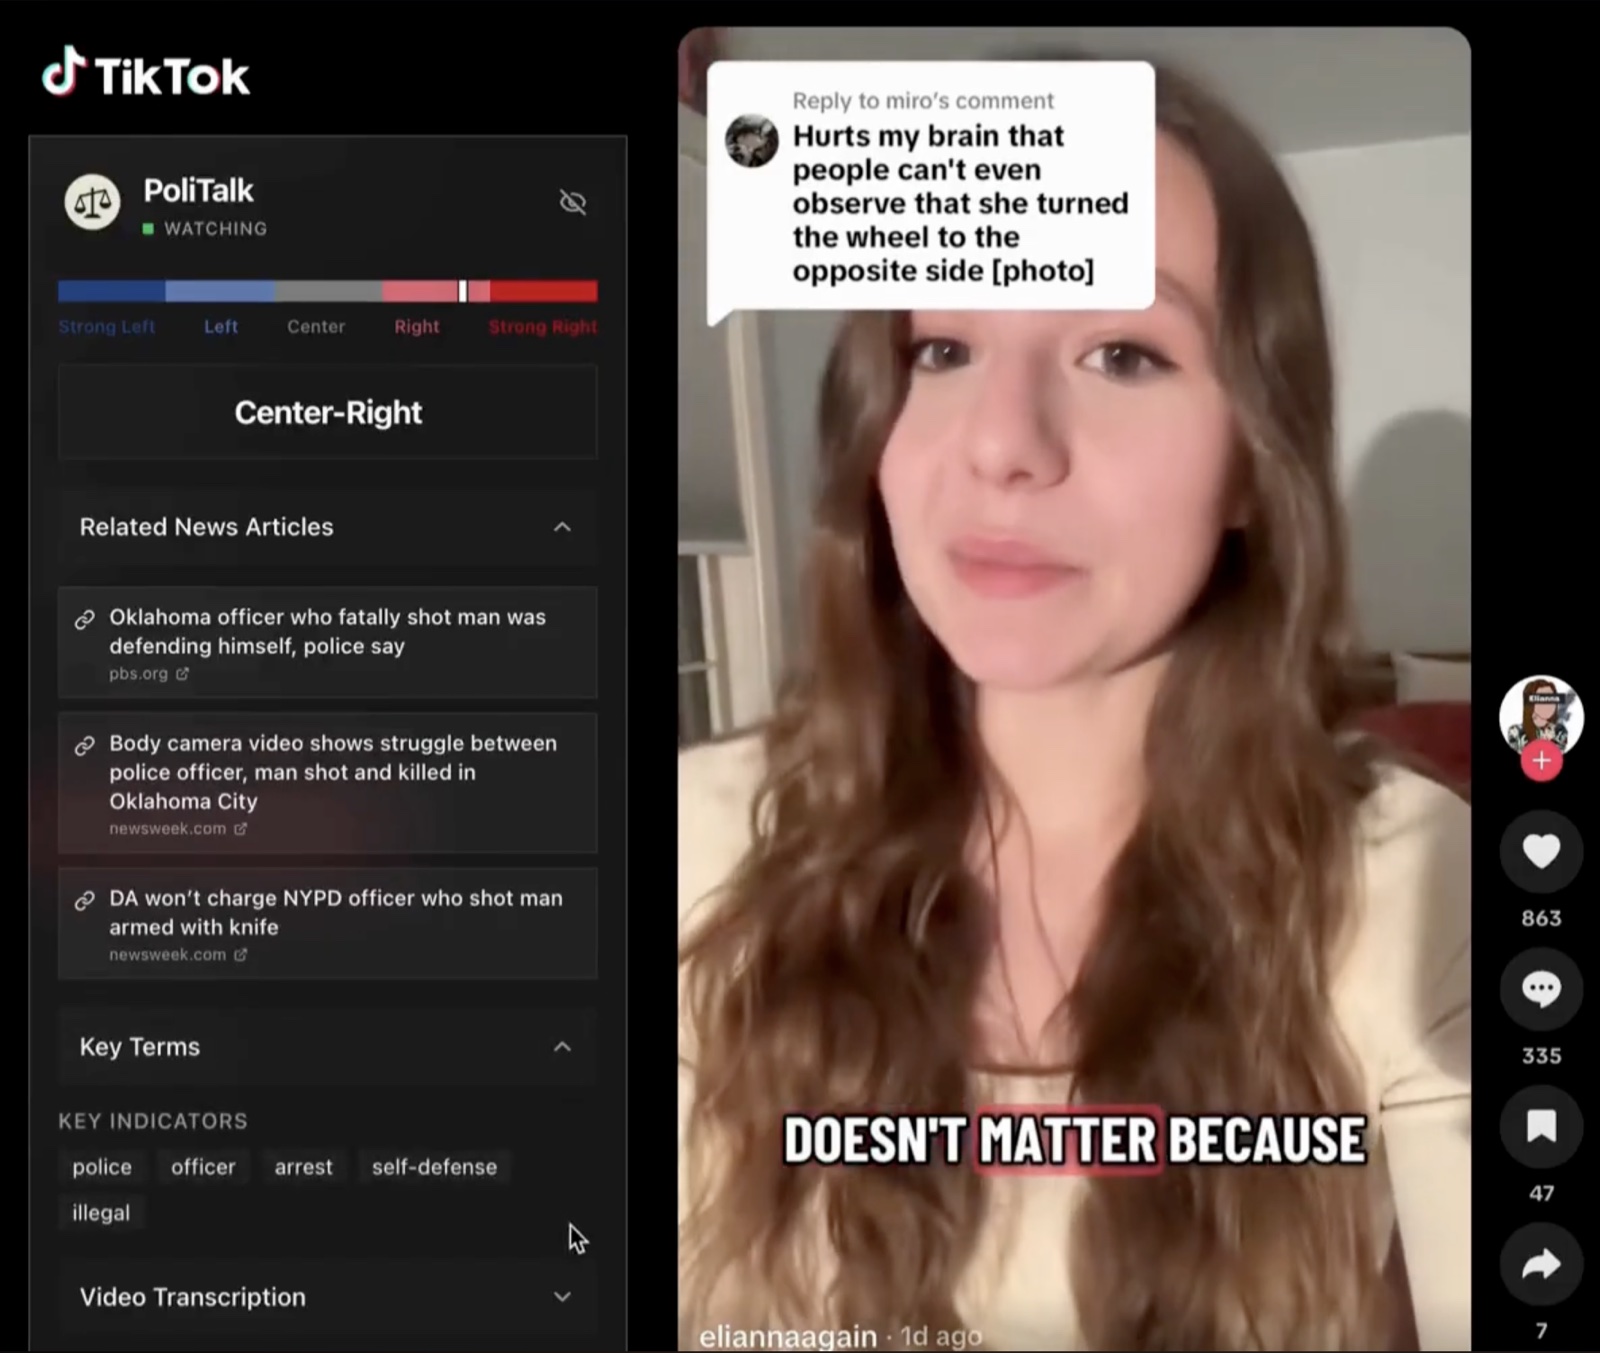 TikTok
PoliTalk
WATCHING
Strong Left
Left
Center
Right
Strong Right
Center-Right
Related News Articles
Oklahoma officer who fatally shot man was
defending himself, police say
pbs.org
Body camera video shows struggle between
police officer, man shot and killed in
Oklahoma City
newsweek.com
DA won't charge NYPD officer who shot man
armed with knife
newsweek.com
Key Terms
KEY INDICATORS
police
officer
arrest
self-defense
illegal
Video Transcription
Reply to miro's comment
Hurts my brain that
people can't even
observe that she turned
the wheel to the
opposite side [photo]
DOESN'T MATTER BECAUSE
eliannaagain · 1d ago
Elianna
863
335
47
7